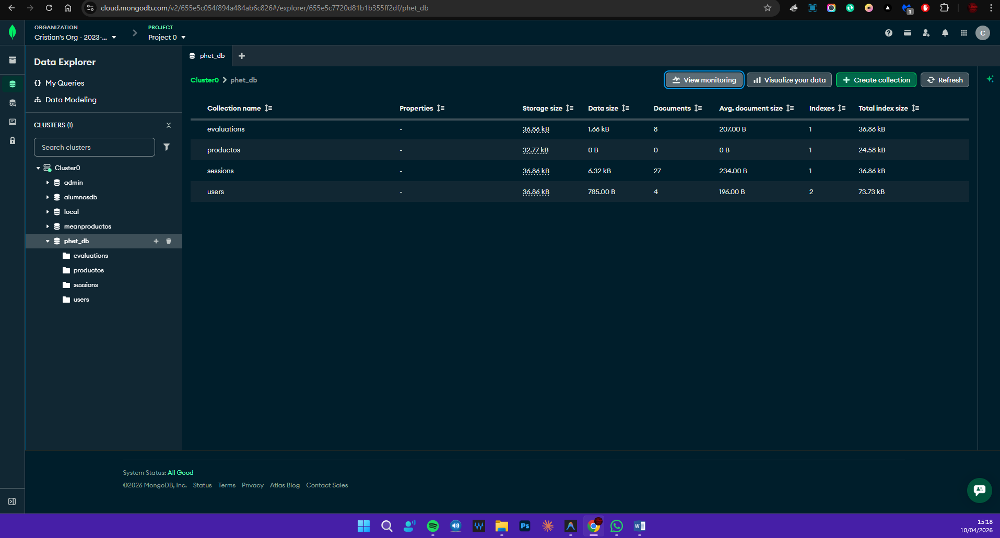 cloud.mongodb.com/v2/655e5c054f894a484ab6c826#/explorer/655e5c7720d81b1b355ff2df/phet_db
1
ORGANIZATION
Cristian's Org - 2023-...
PROJECT
Project 0
C
Data Explorer
My Queries
Data Modeling
CLUSTERS (1)
Search clusters
Cluster0
admin
alumnosdb
local
meanproductos
phet_db
evaluations
productos
sessions
users
phet_db
Cluster0 > phet_db
View monitoring
Visualize your data
Create collection
Refresh
Collection name Properties Storage size Data size Documents Avg. document size Indexes Total index size
evaluations - 36.86 kB 1.66 kB 8 207.00 B 1 36.86 kB
productos - 32.77 kB 0 B 0 0 B 1 24.58 kB
sessions - 36.86 kB 6.32 kB 27 234.00 B 1 36.86 kB
users - 36.86 kB 785.00 B 4 196.00 B 2 73.73 kB
System Status: All Good
©2026 MongoDB, Inc. Status Terms Privacy Atlas Blog Contact Sales
Ps
15:18
10/04/2026